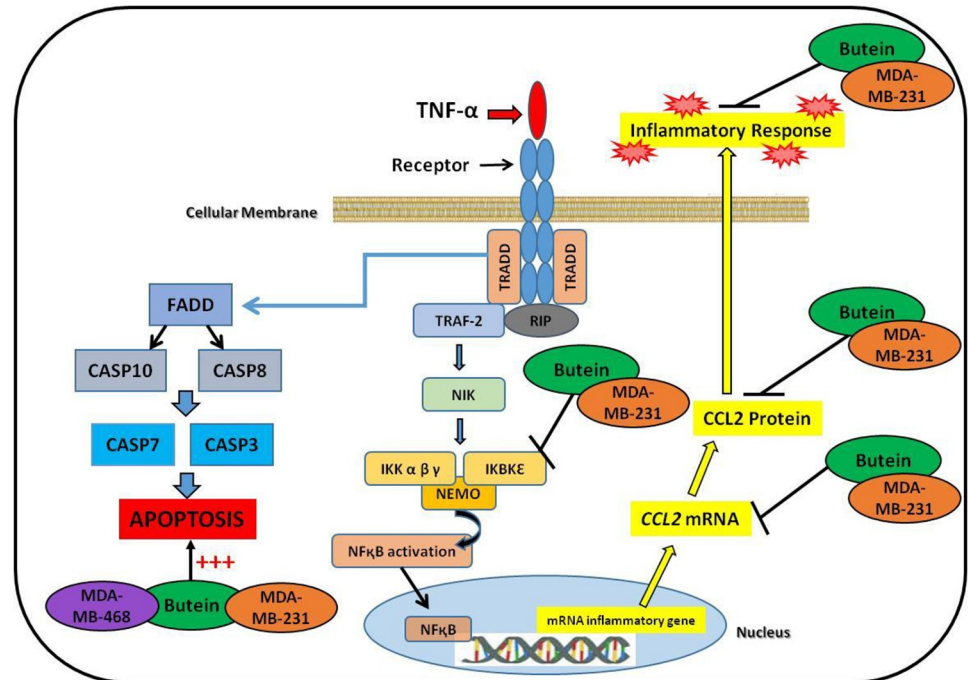 Butein
MDA-
MB-231
TNF-α
Inflammatory Response
Receptor
Cellular Membrane
TRADD
TRADD
FADD
TRAF-2
RIP
Butein
MDA-
MB-231
CASP10
CASP8
NIK
Butein
MDA-
MB-231
CCL2 Protein
CASP7
CASP3
IKK α β γ
IKBKƐ
NEMO
Butein
MDA-
MB-231
APOPTOSIS
CCL2 mRNA
NFκB activation
+++
MDA-
MB-468
Butein
MDA-
MB-231
NFκB
mRNA inflammatory gene
Nucleus